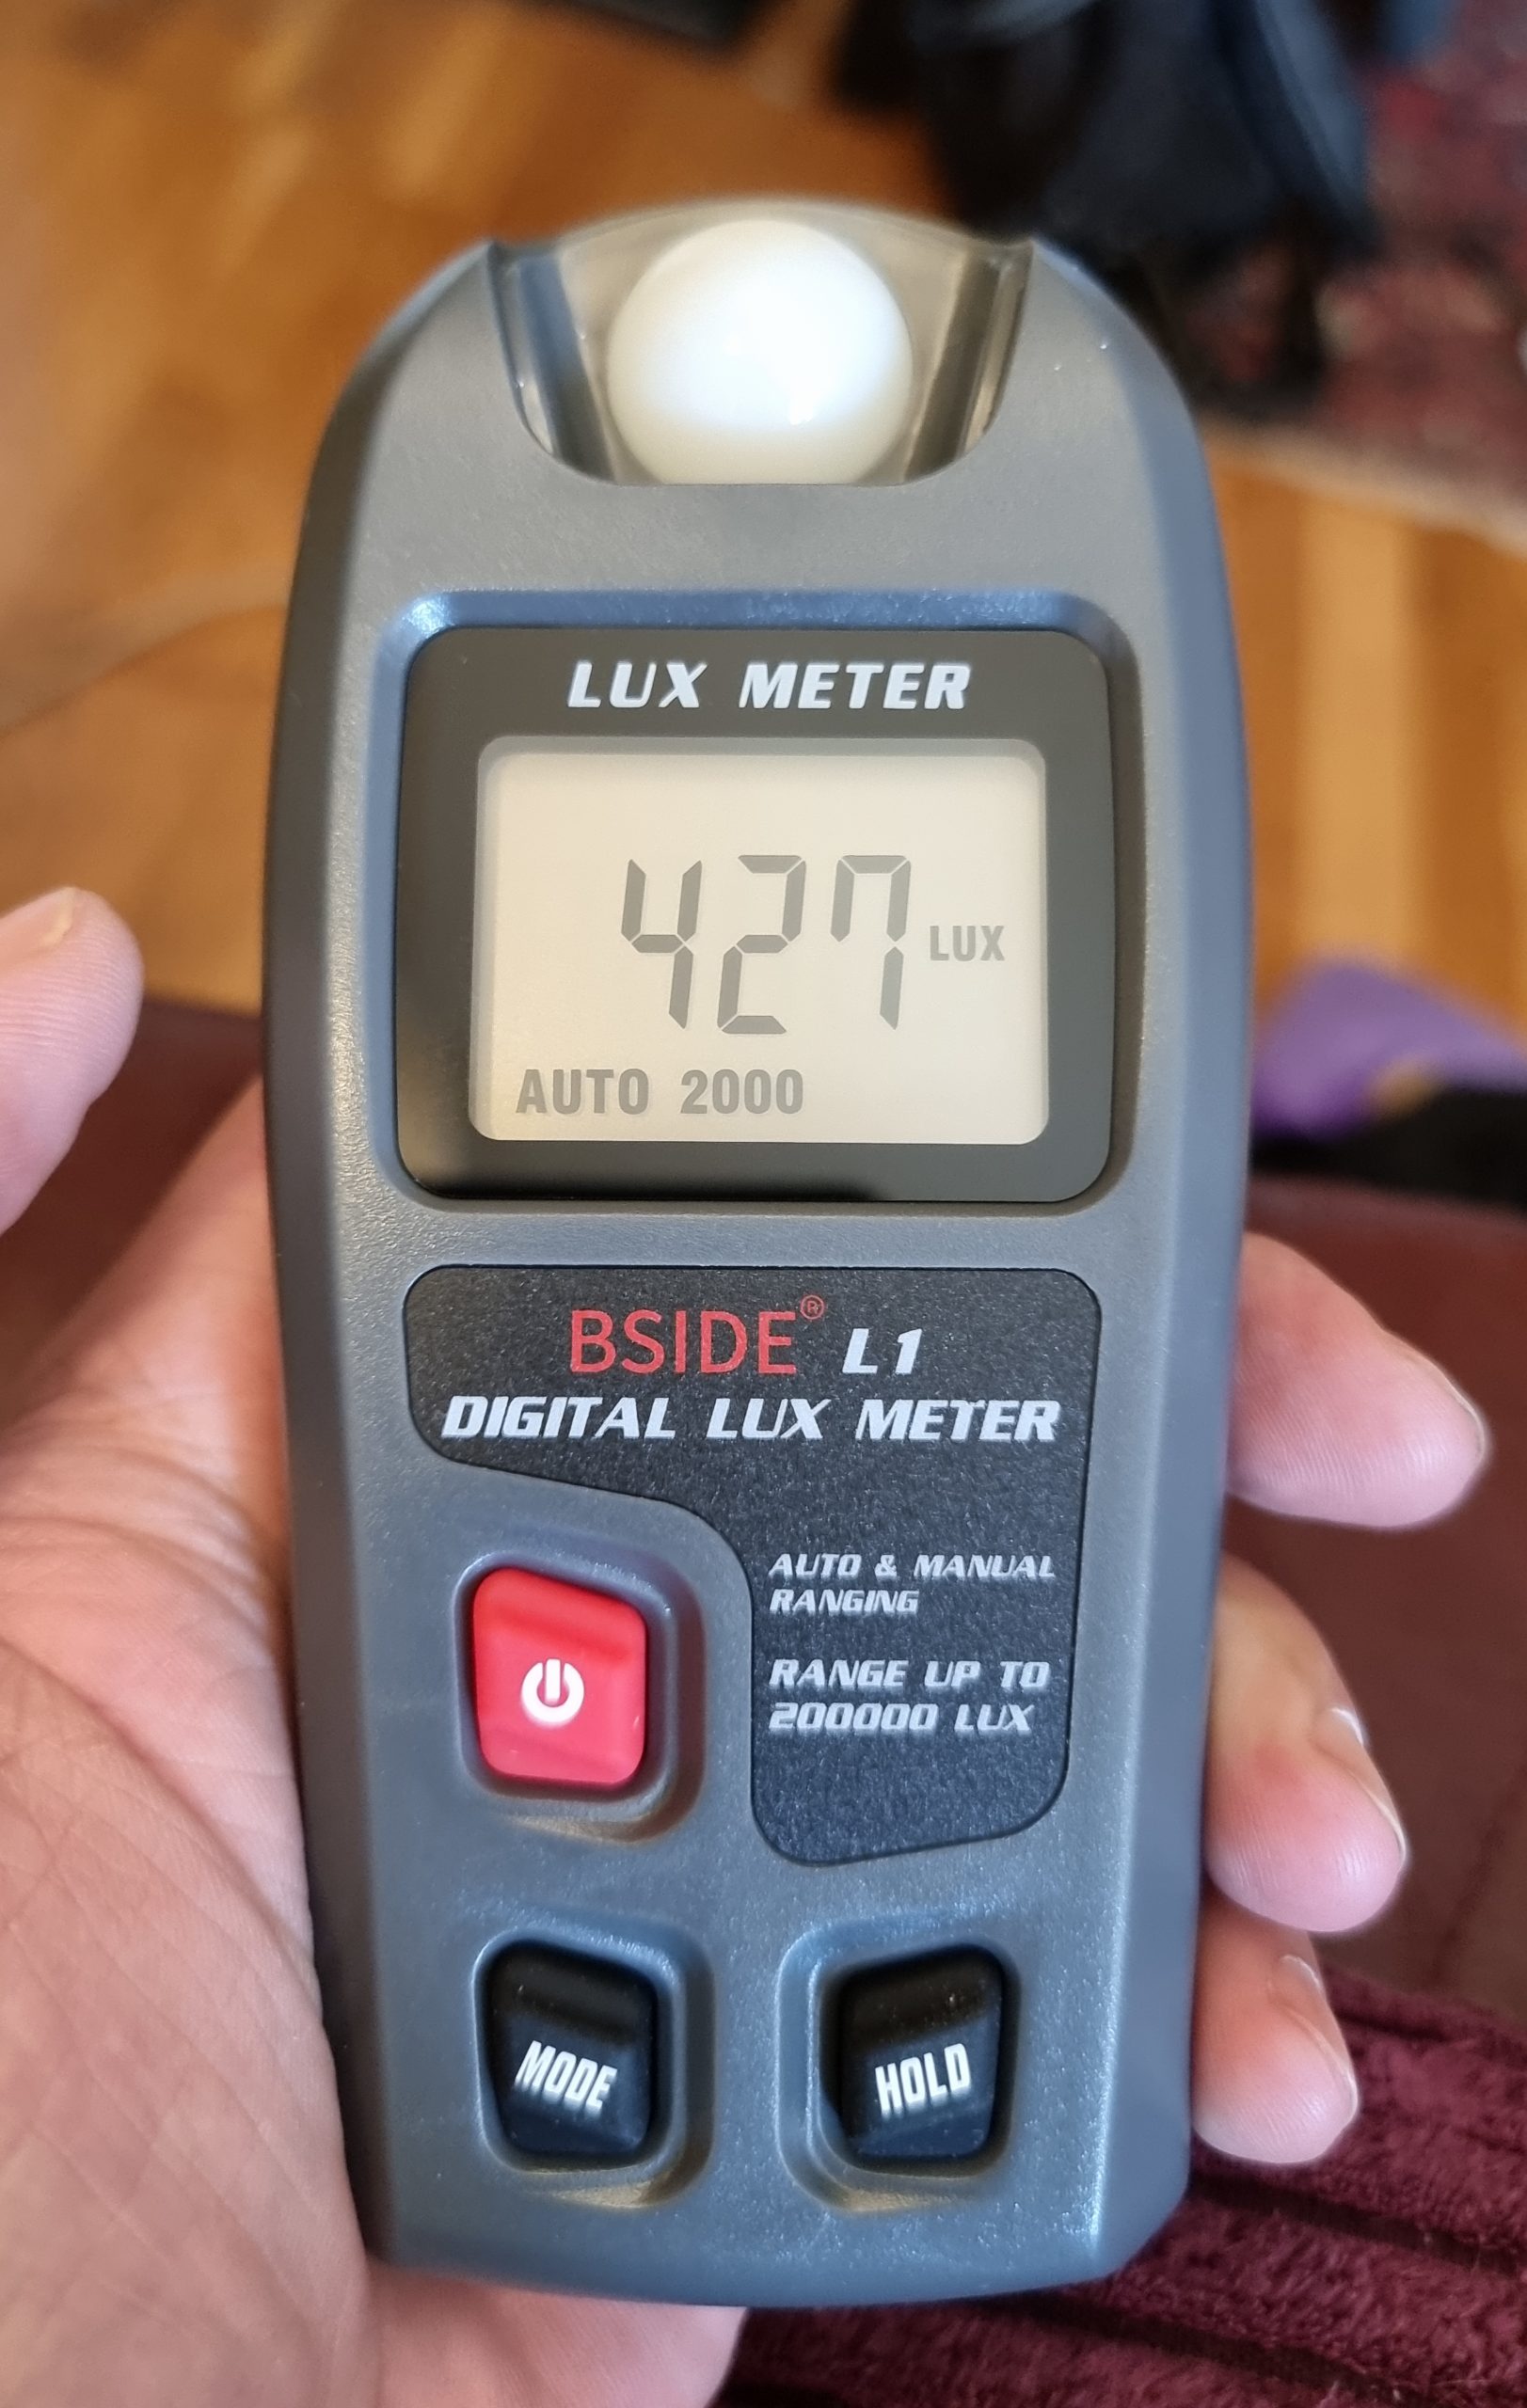 LUX METER
427 LUX
AUTO 2000
BSIDE® L1
DIGITAL LUX METER
AUTO & MANUAL
RANGING
RANGE UP TO
200000 LUX
MODE
HOLD